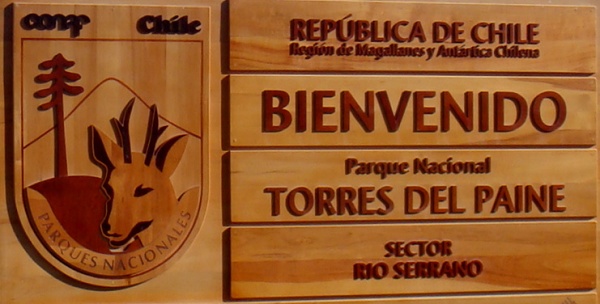 conaf Chile
PARQUES NACIONALES
REPÚBLICA DE CHILE
Región de Magallanes y Antártica Chilena
BIENVENIDO
Parque Nacional
TORRES DEL PAINE
SECTOR
RIO SERRANO